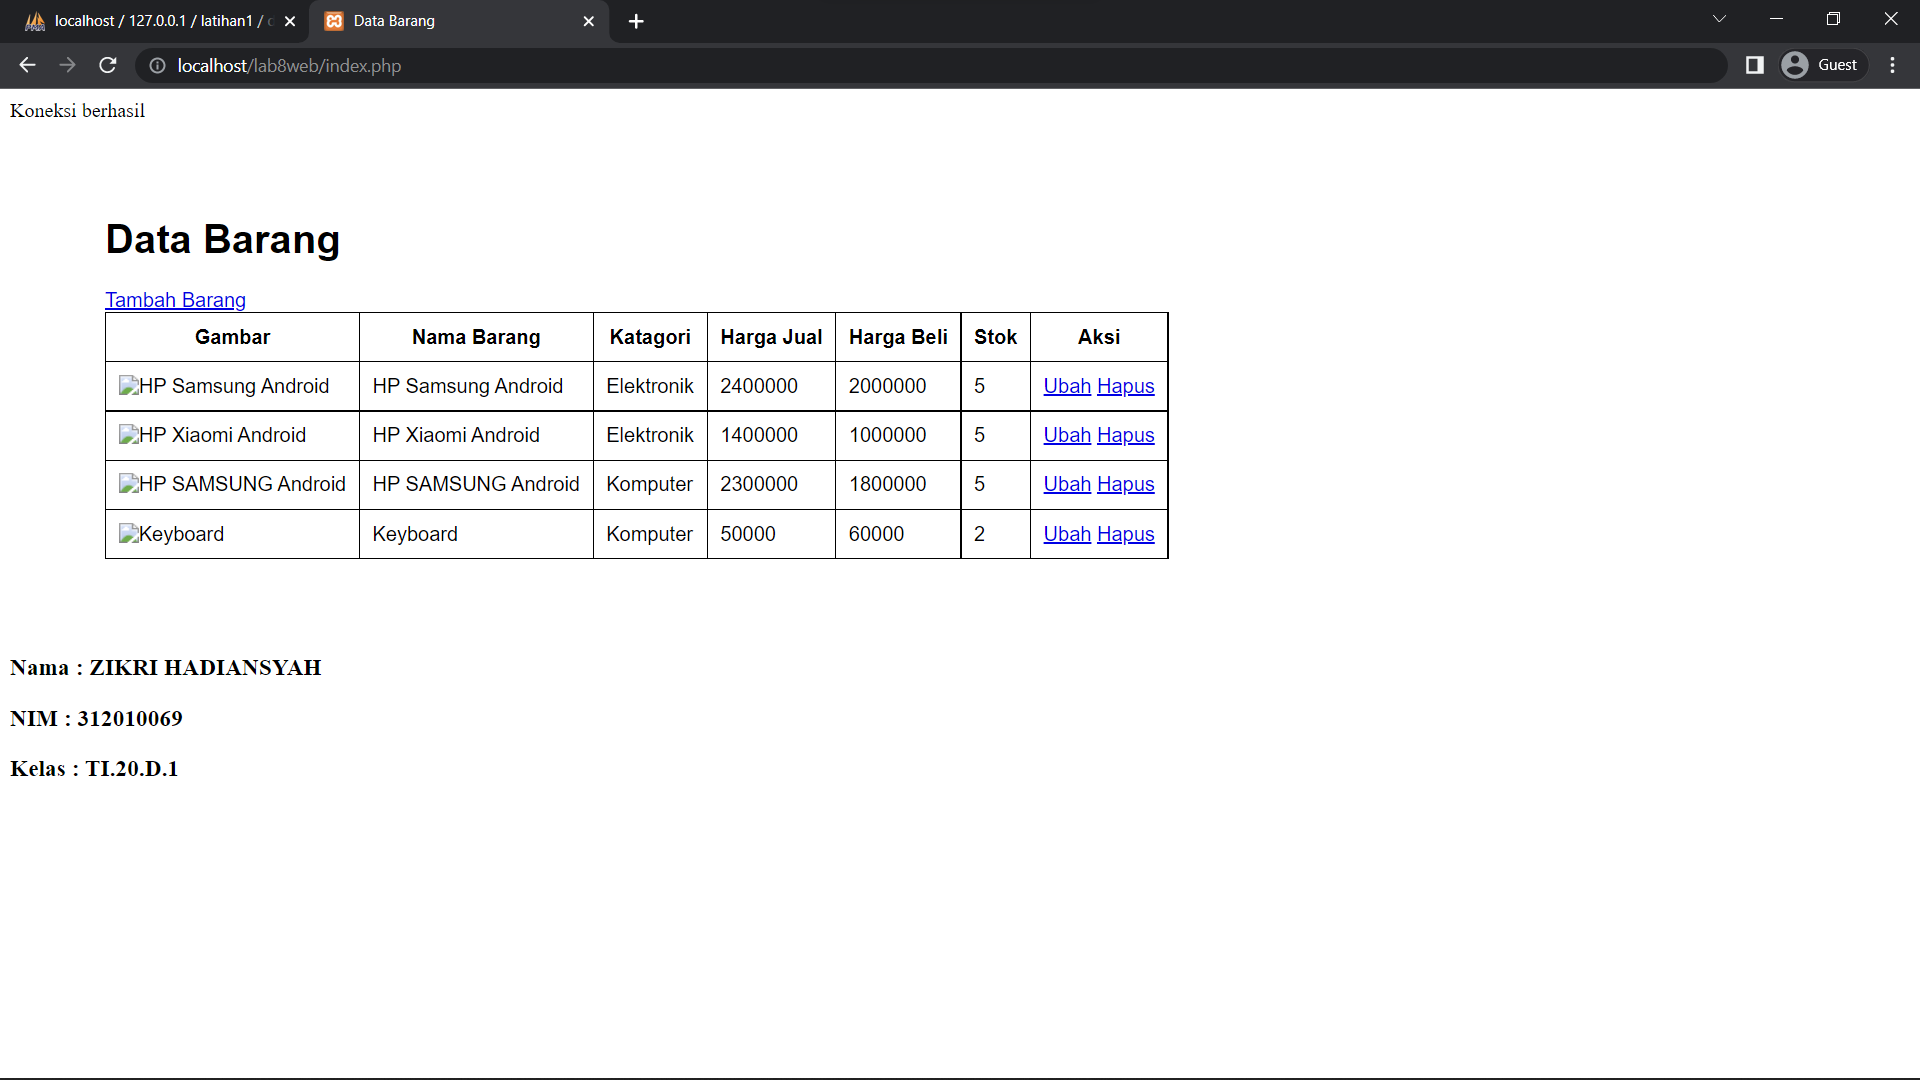 localhost / 127.0.0.1 / latihan1 /
Data Barang
localhost/lab8web/index.php
Guest
Koneksi berhasil
Data Barang
Tambah Barang
Gambar Nama Barang Katagori Harga Jual Harga Beli Stok Aksi
HP Samsung Android HP Samsung Android Elektronik 2400000 2000000 5 Ubah Hapus
HP Xiaomi Android HP Xiaomi Android Elektronik 1400000 1000000 5 Ubah Hapus
HP SAMSUNG Android HP SAMSUNG Android Komputer 2300000 1800000 5 Ubah Hapus
Keyboard Keyboard Komputer 50000 60000 2 Ubah Hapus
Nama : ZIKRI HADIANSYAH
NIM : 312010069
Kelas : TI.20.D.1